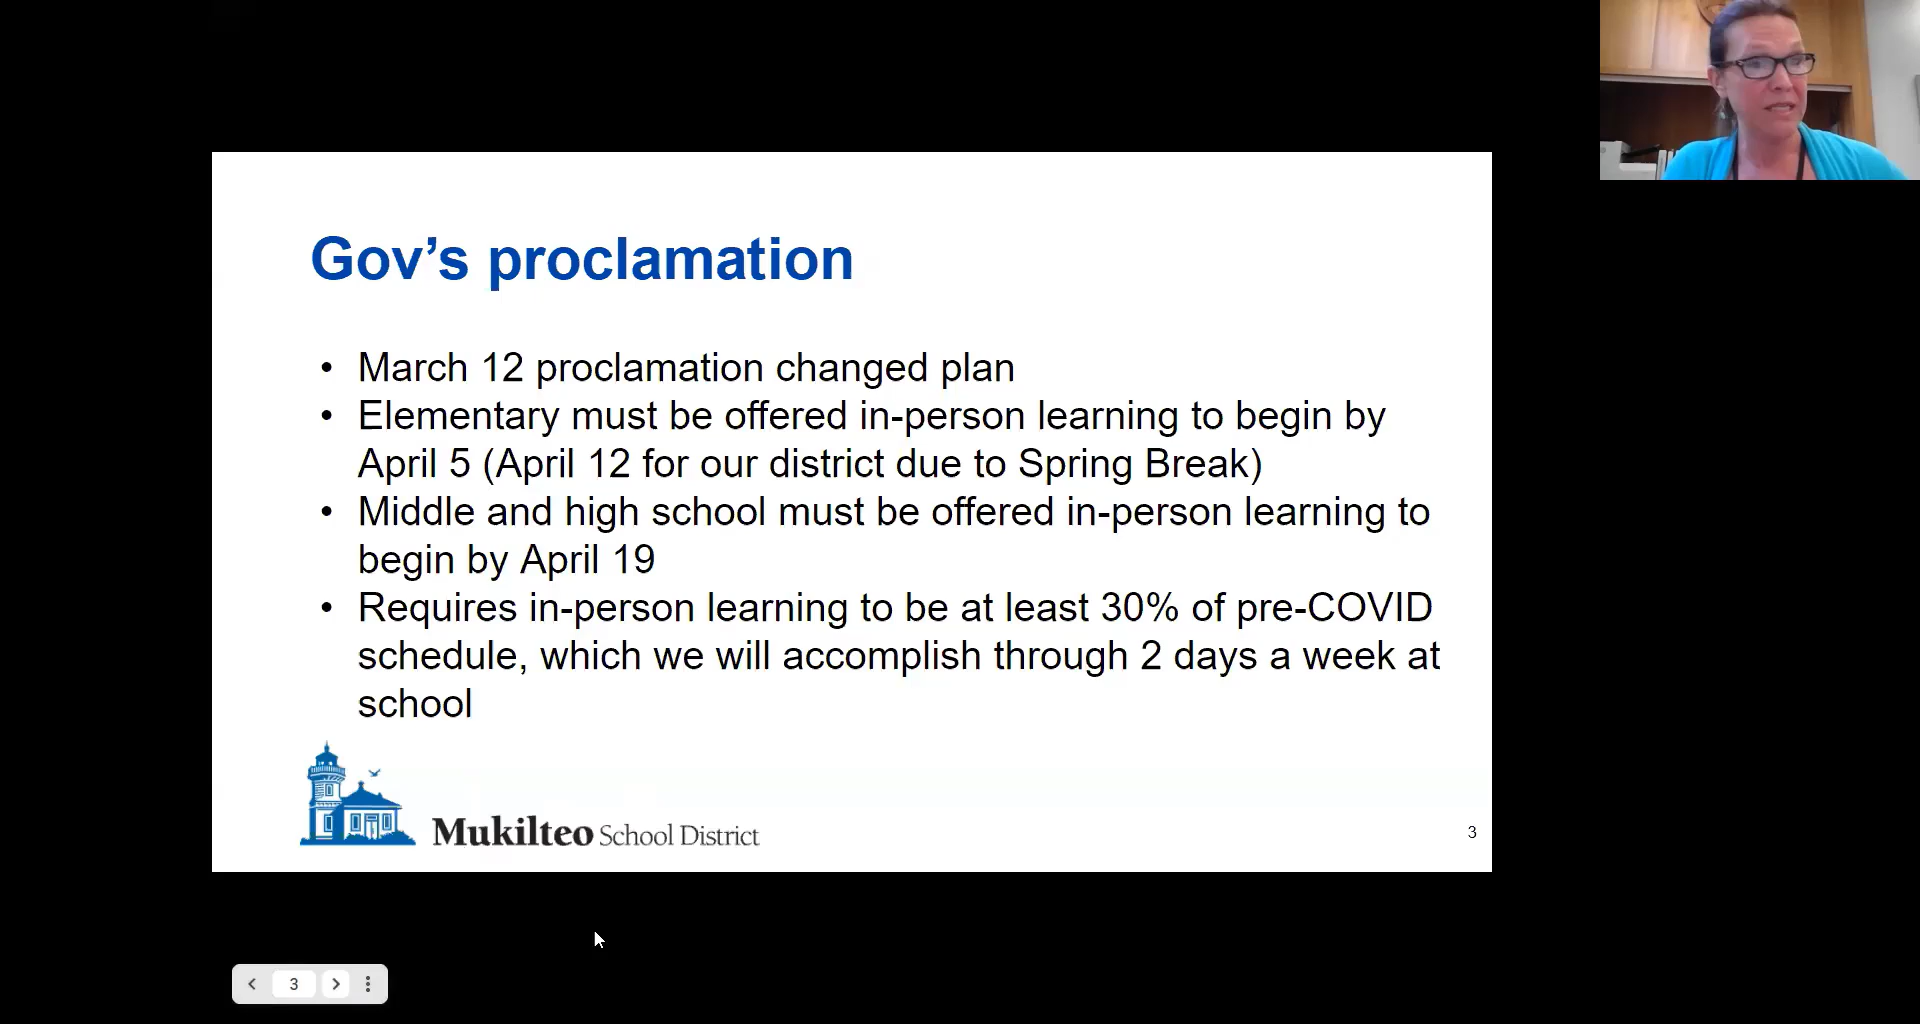 Gov’s proclamation
• March 12 proclamation changed plan
• Elementary must be offered in-person learning to begin by
April 5 (April 12 for our district due to Spring Break)
• Middle and high school must be offered in-person learning to
begin by April 19
• Requires in-person learning to be at least 30% of pre-COVID
schedule, which we will accomplish through 2 days a week at
school
Mukilteo School District
3
3